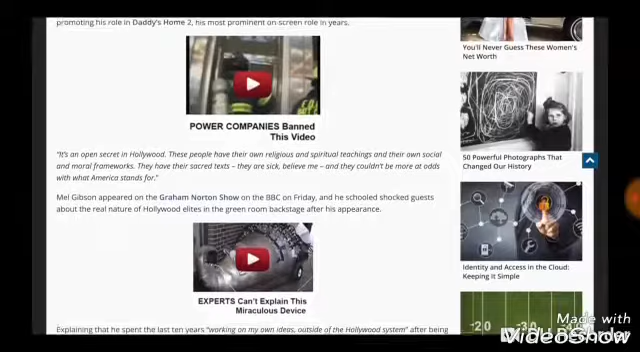 promoting his role in Daddy's Home 2, his most prominent on-screen role in years.
POWER COMPANIES Banned
This Video
"It's an open secret in Hollywood. These people have their own religious and spiritual teachings and their own social
and moral frameworks. They have their sacred texts – they are sick, believe me – and they couldn't be more at odds
with what America stands for."
Mel Gibson appeared on the Graham Norton Show on the BBC on Friday, and he schooled shocked guests
about the real nature of Hollywood elites in the green room backstage after his appearance.
EXPERTS Can't Explain This
Miraculous Device
Explaining that he spent the last ten years "working on my own ideas, outside of the Hollywood system" after being
You'll Never Guess These Women's
Net Worth
50 Powerful Photographs That
Changed Our History
Identity and Access in the Cloud:
Keeping It Simple
Made with
VideoShow